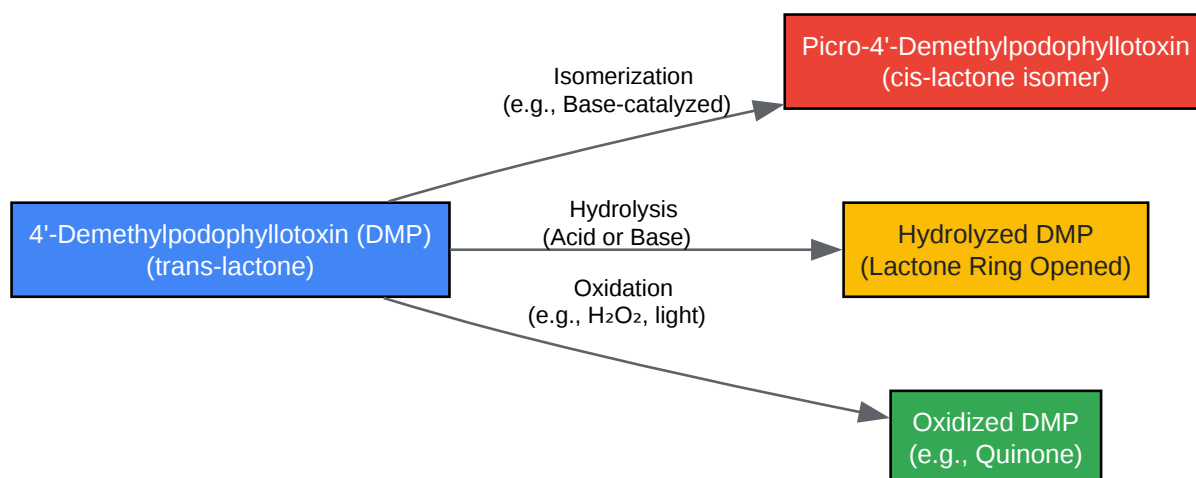 Picro-4'-Demethylpodophyllotoxin
(cis-lactone isomer)
Isomerization
(e.g., Base-catalyzed)
4'-Demethylpodophyllotoxin (DMP)
(trans-lactone)
Hydrolysis
(Acid or Base)
Hydrolyzed DMP
(Lactone Ring Opened)
Oxidation
(e.g., H₂O₂, light)
Oxidized DMP
(e.g., Quinone)